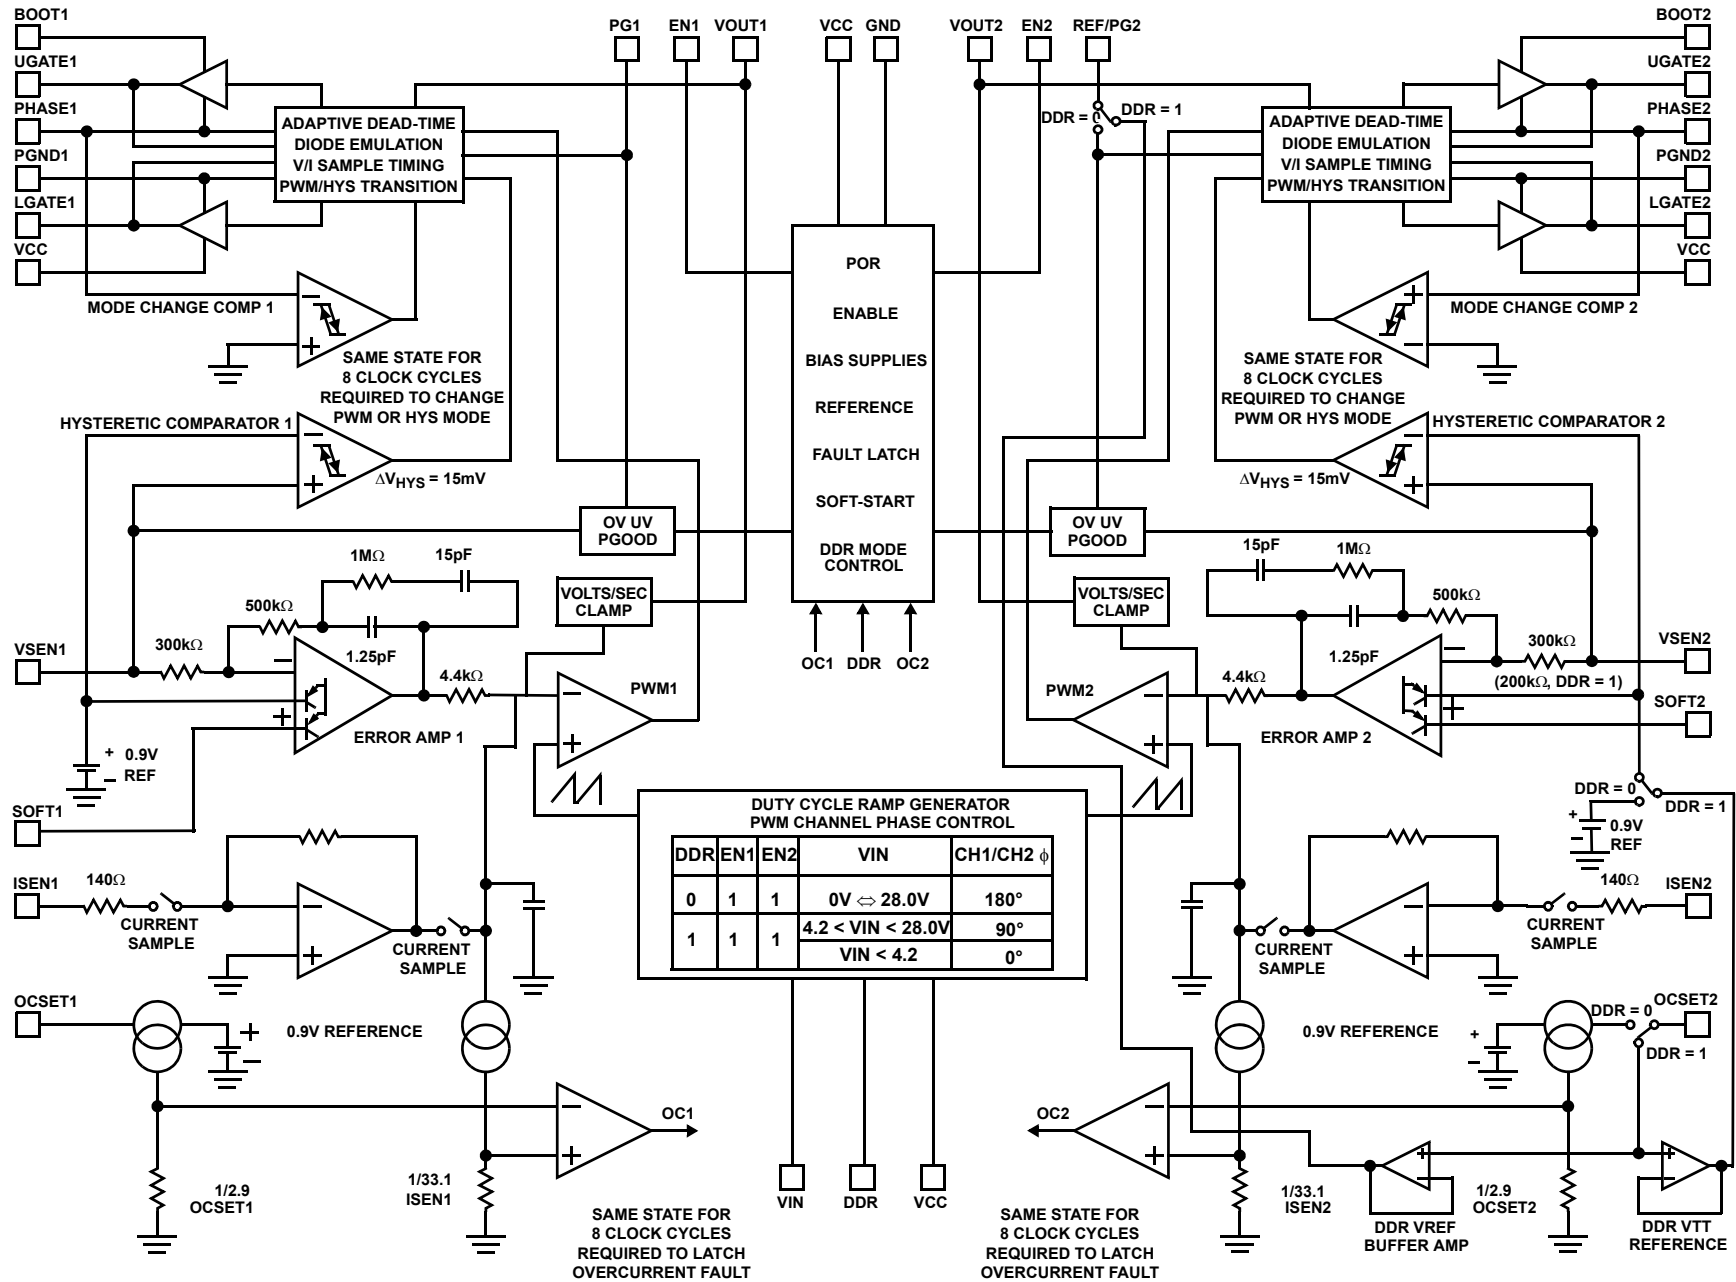 BOOT1
UGATE1
PHASE1
PGND1
LGATE1
VCC
PG1
EN1
VOUT1
VCC
GND
VOUT2
EN2
REF/PG2
BOOT2
UGATE2
PHASE2
PGND2
LGATE2
VCC
ADAPTIVE DEAD-TIME
DIODE EMULATION
V/I SAMPLE TIMING
PWM/HYS TRANSITION
DDR = 0
DDR = 1
ADAPTIVE DEAD-TIME
DIODE EMULATION
V/I SAMPLE TIMING
PWM/HYS TRANSITION
MODE CHANGE COMP 1
−
+
SAME STATE FOR
8 CLOCK CYCLES
REQUIRED TO CHANGE
PWM OR HYS MODE
POR
ENABLE
BIAS SUPPLIES
REFERENCE
FAULT LATCH
SOFT-START
DDR MODE
CONTROL
+
−
MODE CHANGE COMP 2
SAME STATE FOR
8 CLOCK CYCLES
REQUIRED TO CHANGE
PWM OR HYS MODE
HYSTERETIC COMPARATOR 1
−
+
ΔVHYS = 15mV
HYSTERETIC COMPARATOR 2
−
+
ΔVHYS = 15mV
OV UV
PGOOD
OV UV
PGOOD
1MΩ
15pF
500kΩ
VOLTS/SEC
CLAMP
VOLTS/SEC
CLAMP
15pF
1MΩ
500kΩ
VSEN1
300kΩ
1.25pF
−
+
4.4kΩ
ERROR AMP 1
−
+
PWM1
OC1
DDR
OC2
PWM2
−
+
4.4kΩ
1.25pF
−
+
ERROR AMP 2
300kΩ
(200kΩ, DDR = 1)
VSEN2
SOFT2
+
−
0.9V
REF
SOFT1
DDR = 0
DDR = 1
+
−
0.9V
REF
DUTY CYCLE RAMP GENERATOR
PWM CHANNEL PHASE CONTROL
DDR EN1 EN2 VIN CH1/CH2 ϕ
0 1 1 0V ⇔ 28.0V 180°
1 1 1 4.2 < VIN < 28.0V 90°
VIN < 4.2 0°
ISEN1
140Ω
CURRENT
SAMPLE
−
+
CURRENT
SAMPLE
CURRENT
SAMPLE
−
+
CURRENT
SAMPLE
140Ω
ISEN2
OCSET1
+
−
0.9V REFERENCE
0.9V REFERENCE
+
−
DDR = 0
OCSET2
DDR = 1
1/2.9
OCSET1
1/33.1
ISEN1
−
+
OC1
VIN
DDR
VCC
OC2
−
+
1/33.1
ISEN2
+
−
DDR VREF
BUFFER AMP
1/2.9
OCSET2
+
−
DDR VTT
REFERENCE
SAME STATE FOR
8 CLOCK CYCLES
REQUIRED TO LATCH
OVERCURRENT FAULT
SAME STATE FOR
8 CLOCK CYCLES
REQUIRED TO LATCH
OVERCURRENT FAULT